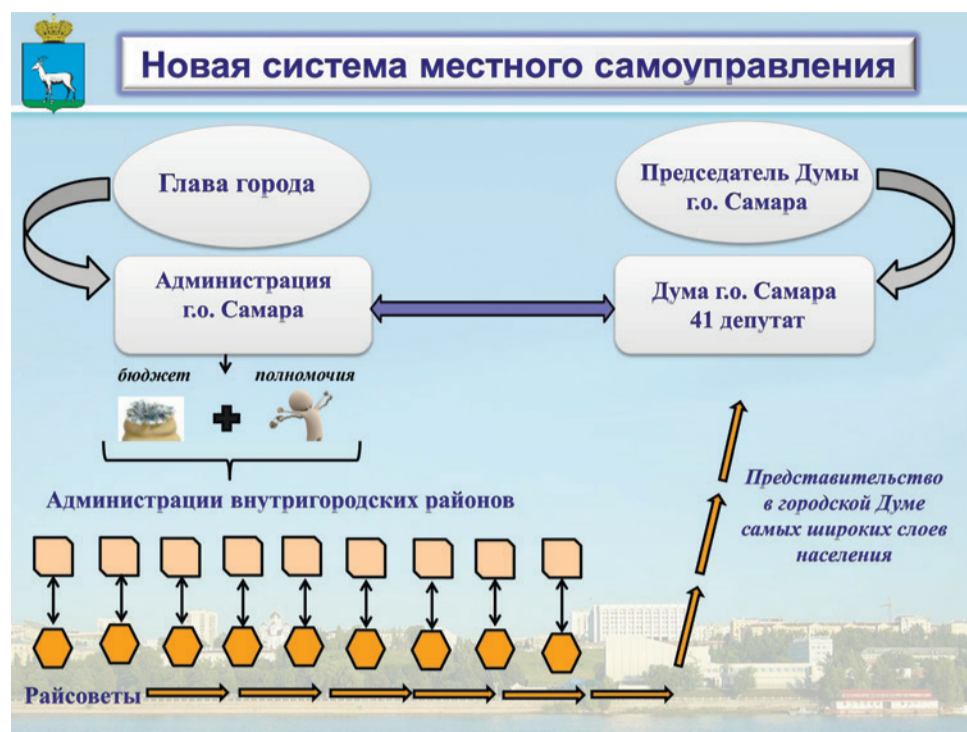 Новая система местного самоуправления
Глава города
Председатель Думы
г.о. Самара
Администрация
г.о. Самара
Дума г.о. Самара
41 депутат
бюджет
полномочия
Администрации внутригородских районов
Представительство
в городской Думе
самых широких слоев
населения
Райсоветы